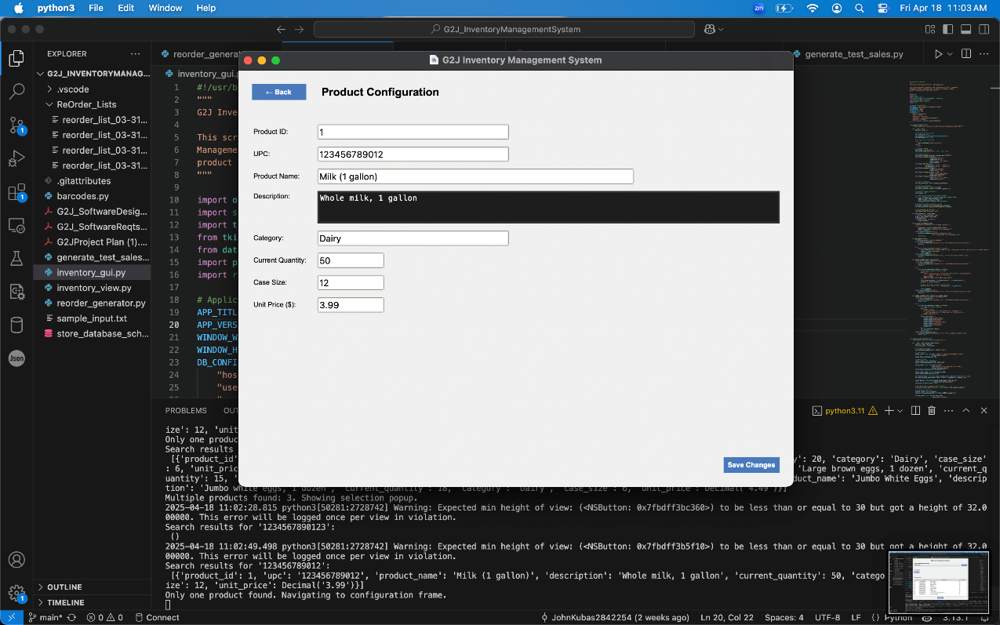 python3 File Edit Window Help
zm Fri Apr 18 11:03 AM
G2J_InventoryManagementSystem
EXPLORER
G2J_INVENTORYMANAG...
.vscode
ReOrder_Lists
reorder_list_03-31...
reorder_list_03-31...
reorder_list_03-31...
reorder_list_03-31...
.gitattributes
barcodes.py
G2J_SoftwareDesig...
G2J_SoftwareReqts...
G2JProject Plan (1)....
generate_test_sales...
inventory_gui.py
inventory_view.py
reorder_generator.py
sample_input.txt
store_database_sch...
OUTLINE
TIMELINE
1
1
Json
1
reorder_genera
generate_test_sales.py
inventory_gui.p
1 #!/usr/b
2 """
3 G2J Inve
4
5 This scr
6 Manageme
7 product
8 """
9
10 import o
11 import s
12 import t
13 from tki
14 from dat
15 import p
16 import r
17
18 # Applic
19 APP_TITL
20 APP_VERS
21 WINDOW_W
22 WINDOW_H
23 DB_CONFI
24 "hos
25 "use
G2J Inventory Management System
← Back
Product Configuration
Product ID: 1
UPC: 123456789012
Product Name: Milk (1 gallon)
Description: Whole milk, 1 gallon
Category: Dairy
Current Quantity: 50
Case Size: 12
Unit Price ($): 3.99
Save Changes
PROBLEMS OUT
python3.11
ize': 12, 'unit
Only one produc
Search results
[{'product_id' y': 20, 'category': 'Dairy', 'case_size'
: 6, 'unit_pric 'Large brown eggs, 1 dozen', 'current_q
uantity': 15, ' duct_name': 'Jumbo White Eggs', 'descrip
tion': 'Jumbo white eggs, 1 dozen', 'current_quantity': 18, 'category': 'Dairy', 'case_size': 6, 'unit_price': Decimal('4.49')}]
Multiple products found: 3. Showing selection popup.
2025-04-18 11:02:28.815 python3[50281:2728742] Warning: Expected min height of view: (<NSButton: 0x7fbdff3bc360>) to be less than or equal to 30 but got a height of 32.0
00000. This error will be logged once per view in violation.
Search results for '1234567890123':
()
2025-04-18 11:02:49.498 python3[50281:2728742] Warning: Expected min height of view: (<NSButton: 0x7fbdff3b5f10>) to be less than or equal to 30 but got a height of 32.0
00000. This error will be logged once per view in violation.
Search results for '123456789012':
[{'product_id': 1, 'upc': '123456789012', 'product_name': 'Milk (1 gallon)', 'description': 'Whole milk, 1 gallon', 'current_quantity': 50, 'catego
ize': 12, 'unit_price': Decimal('3.99')}]
Only one product found. Navigating to configuration frame.
main* 0 0 Connect
JohnKubas2842254 (2 weeks ago) Ln 20, Col 22 Spaces: 4 UTF-8 LF {} Python 3.13.1